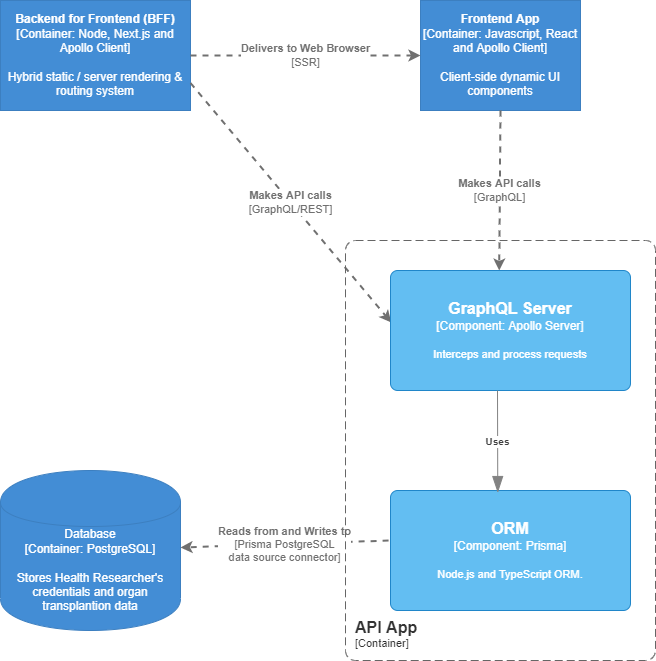 Backend for Frontend (BFF)
[Container: Node, Next.js and
Apollo Client]
Hybrid static / server rendering &
routing system
Delivers to Web Browser
[SSR]
Frontend App
[Container: Javascript, React
and Apollo Client]
Client-side dynamic UI
components
Makes API calls
[GraphQL/REST]
Makes API calls
[GraphQL]
GraphQL Server
[Component: Apollo Server]
Interceps and process requests
Uses
Database
[Container: PostgreSQL]
Stores Health Researcher's
credentials and organ
transplantion data
Reads from and Writes to
[Prisma PostgreSQL
data source connector]
ORM
[Component: Prisma]
Node.js and TypeScript ORM.
API App
[Container]